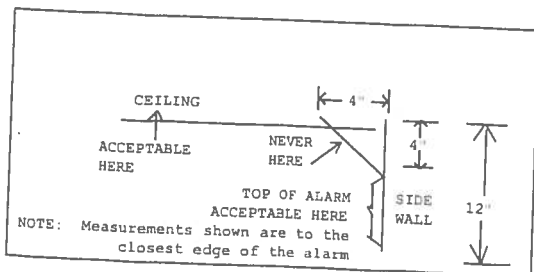 CEILING
4"
ACCEPTABLE
HERE
NEVER
HERE
4"
TOP OF ALARM
ACCEPTABLE HERE
SIDE
WALL
12"
NOTE: Measurements shown are to the
closest edge of the alarm